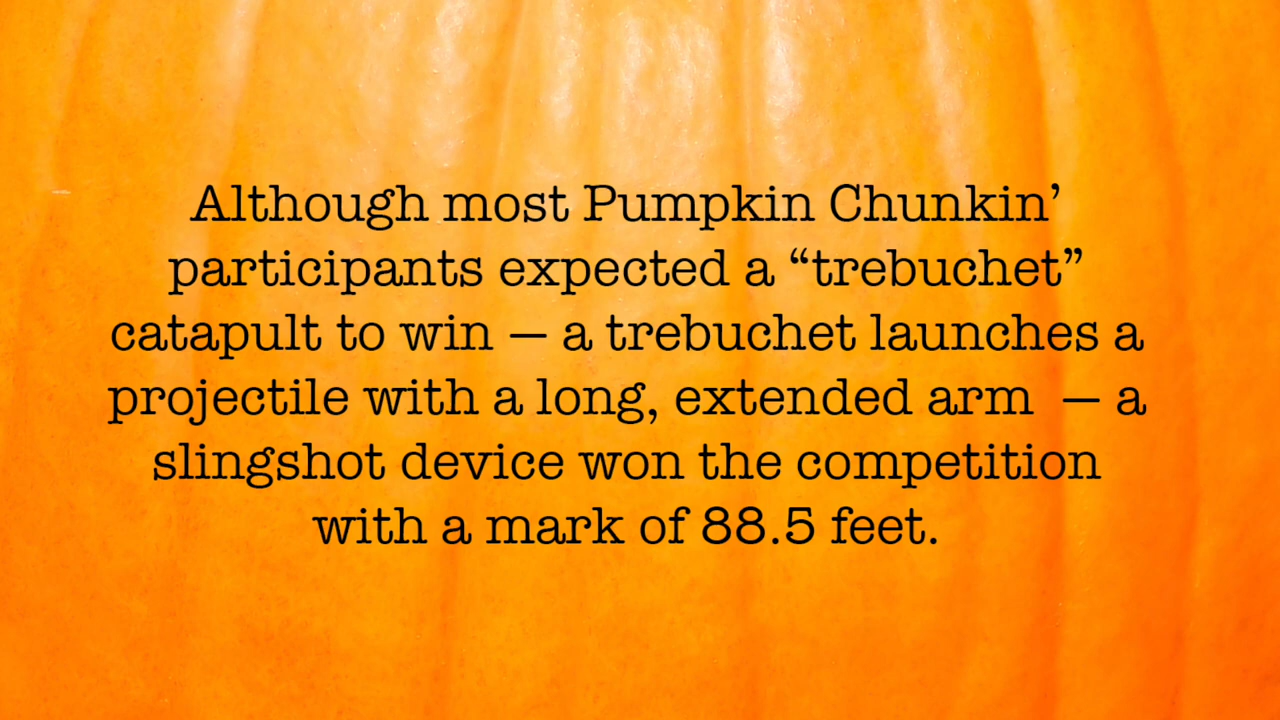 Although most Pumpkin Chunkin’
participants expected a “trebuchet”
catapult to win — a trebuchet launches a
projectile with a long, extended arm  — a
slingshot device won the competition
with a mark of 88.5 feet.